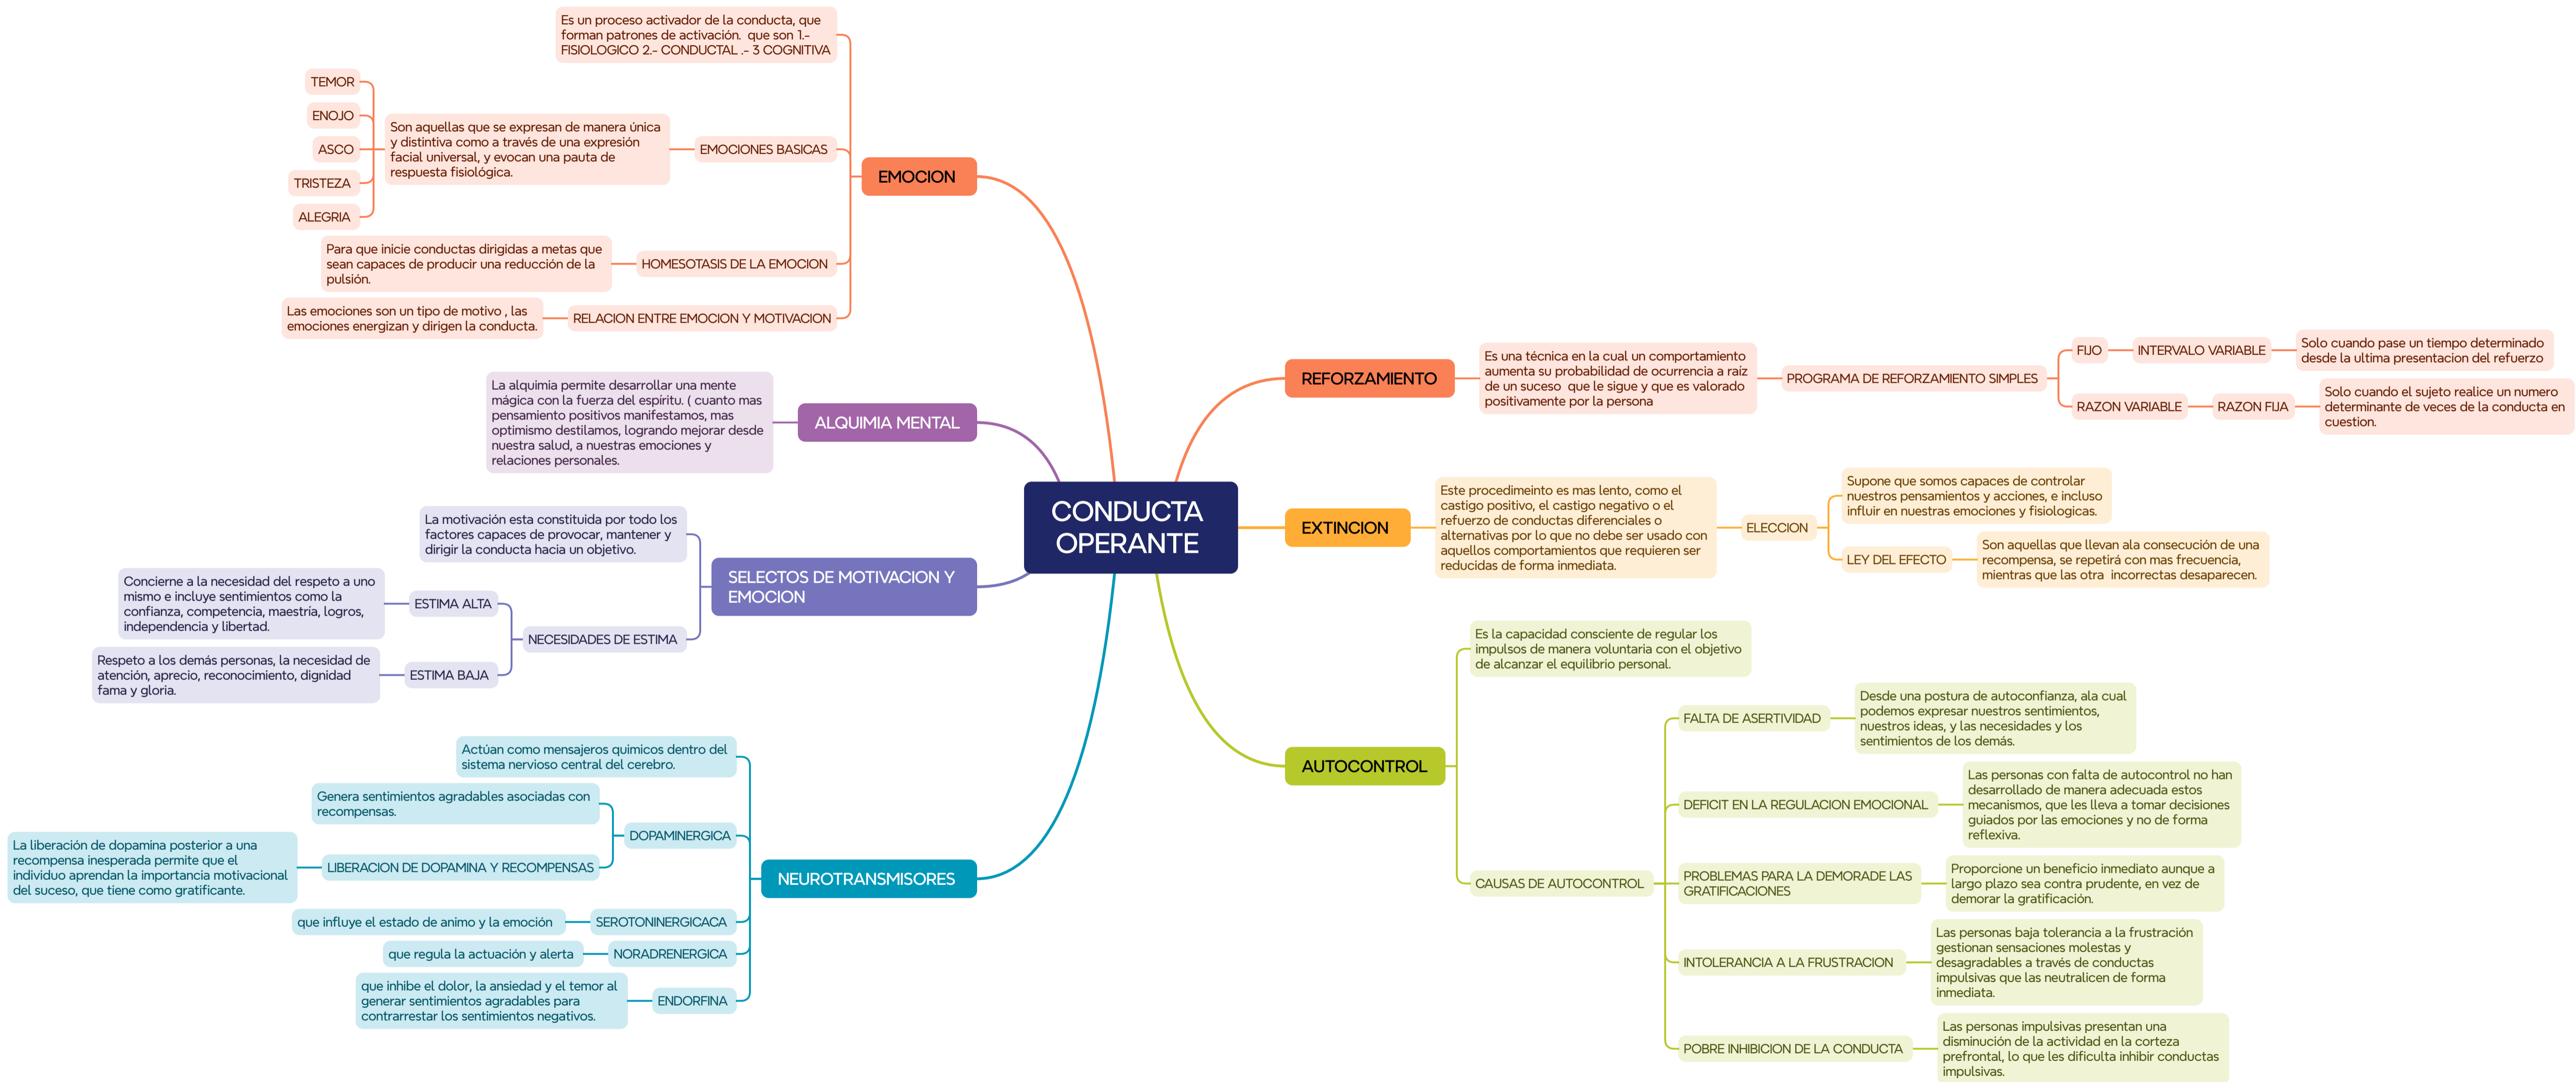 CONDUCTA
OPERANTE
EMOCION
Es un proceso activador de la conducta, que
forman patrones de activación. que son 1.-
FISIOLOGICO 2.- CONDUCTAL .- 3 COGNITIVA
EMOCIONES BASICAS
Son aquellas que se expresan de manera única
y distintiva como a través de una expresión
facial universal, y evocan una pauta de
respuesta fisiológica.
TEMOR
ENOJO
ASCO
TRISTEZA
ALEGRIA
HOMESOTASIS DE LA EMOCION
Para que inicie conductas dirigidas a metas que
sean capaces de producir una reducción de la
pulsión.
RELACION ENTRE EMOCION Y MOTIVACION
Las emociones son un tipo de motivo , las
emociones energizan y dirigen la conducta.
ALQUIMIA MENTAL
La alquimia permite desarrollar una mente
mágica con la fuerza del espíritu. ( cuanto mas
pensamiento positivos manifestamos, mas
optimismo destilamos, logrando mejorar desde
nuestra salud, a nuestras emociones y
relaciones personales.
SELECTOS DE MOTIVACION Y
EMOCION
La motivación esta constituida por todo los
factores capaces de provocar, mantener y
dirigir la conducta hacia un objetivo.
NECESIDADES DE ESTIMA
ESTIMA ALTA
Concierne a la necesidad del respeto a uno
mismo e incluye sentimientos como la
confianza, competencia, maestría, logros,
independencia y libertad.
ESTIMA BAJA
Respeto a los demás personas, la necesidad de
atención, aprecio, reconocimiento, dignidad
fama y gloria.
NEUROTRANSMISORES
Actúan como mensajeros quimicos dentro del
sistema nervioso central del cerebro.
DOPAMINERGICA
Genera sentimientos agradables asociadas con
recompensas.
LIBERACION DE DOPAMINA Y RECOMPENSAS
La liberación de dopamina posterior a una
recompensa inesperada permite que el
individuo aprendan la importancia motivacional
del suceso, que tiene como gratificante.
SEROTONINERGICACA
que influye el estado de animo y la emoción
NORADRENERGICA
que regula la actuación y alerta
ENDORFINA
que inhibe el dolor, la ansiedad y el temor al
generar sentimientos agradables para
contrarrestar los sentimientos negativos.
REFORZAMIENTO
Es una técnica en la cual un comportamiento
aumenta su probabilidad de ocurrencia a raíz
de un suceso que le sigue y que es valorado
positivamente por la persona
PROGRAMA DE REFORZAMIENTO SIMPLES
FIJO
INTERVALO VARIABLE
Solo cuando pase un tiempo determinado
desde la ultima presentacion del refuerzo
RAZON VARIABLE
RAZON FIJA
Solo cuando el sujeto realice un numero
determinante de veces de la conducta en
cuestion.
EXTINCION
Este procedimeinto es mas lento, como el
castigo positivo, el castigo negativo o el
refuerzo de conductas diferenciales o
alternativas por lo que no debe ser usado con
aquellos comportamientos que requieren ser
reducidas de forma inmediata.
ELECCION
Supone que somos capaces de controlar
nuestros pensamientos y acciones, e incluso
influir en nuestras emociones y fisiologicas.
LEY DEL EFECTO
Son aquellas que llevan ala consecución de una
recompensa, se repetirá con mas frecuencia,
mientras que las otra incorrectas desaparecen.
AUTOCONTROL
Es la capacidad consciente de regular los
impulsos de manera voluntaria con el objetivo
de alcanzar el equilibrio personal.
CAUSAS DE AUTOCONTROL
FALTA DE ASERTIVIDAD
Desde una postura de autoconfianza, ala cual
podemos expresar nuestros sentimientos,
nuestros ideas, y las necesidades y los
sentimientos de los demás.
DEFICIT EN LA REGULACION EMOCIONAL
Las personas con falta de autocontrol no han
desarrollado de manera adecuada estos
mecanismos, que les lleva a tomar decisiones
guiados por las emociones y no de forma
reflexiva.
PROBLEMAS PARA LA DEMORADE LAS
GRATIFICACIONES
Proporcione un beneficio inmediato aunque a
largo plazo sea contra prudente, en vez de
demorar la gratificación.
INTOLERANCIA A LA FRUSTRACION
Las personas baja tolerancia a la frustración
gestionan sensaciones molestas y
desagradables a través de conductas
impulsivas que las neutralicen de forma
inmediata.
POBRE INHIBICION DE LA CONDUCTA
Las personas impulsivas presentan una
disminución de la actividad en la corteza
prefrontal, lo que les dificulta inhibir conductas
impulsivas.